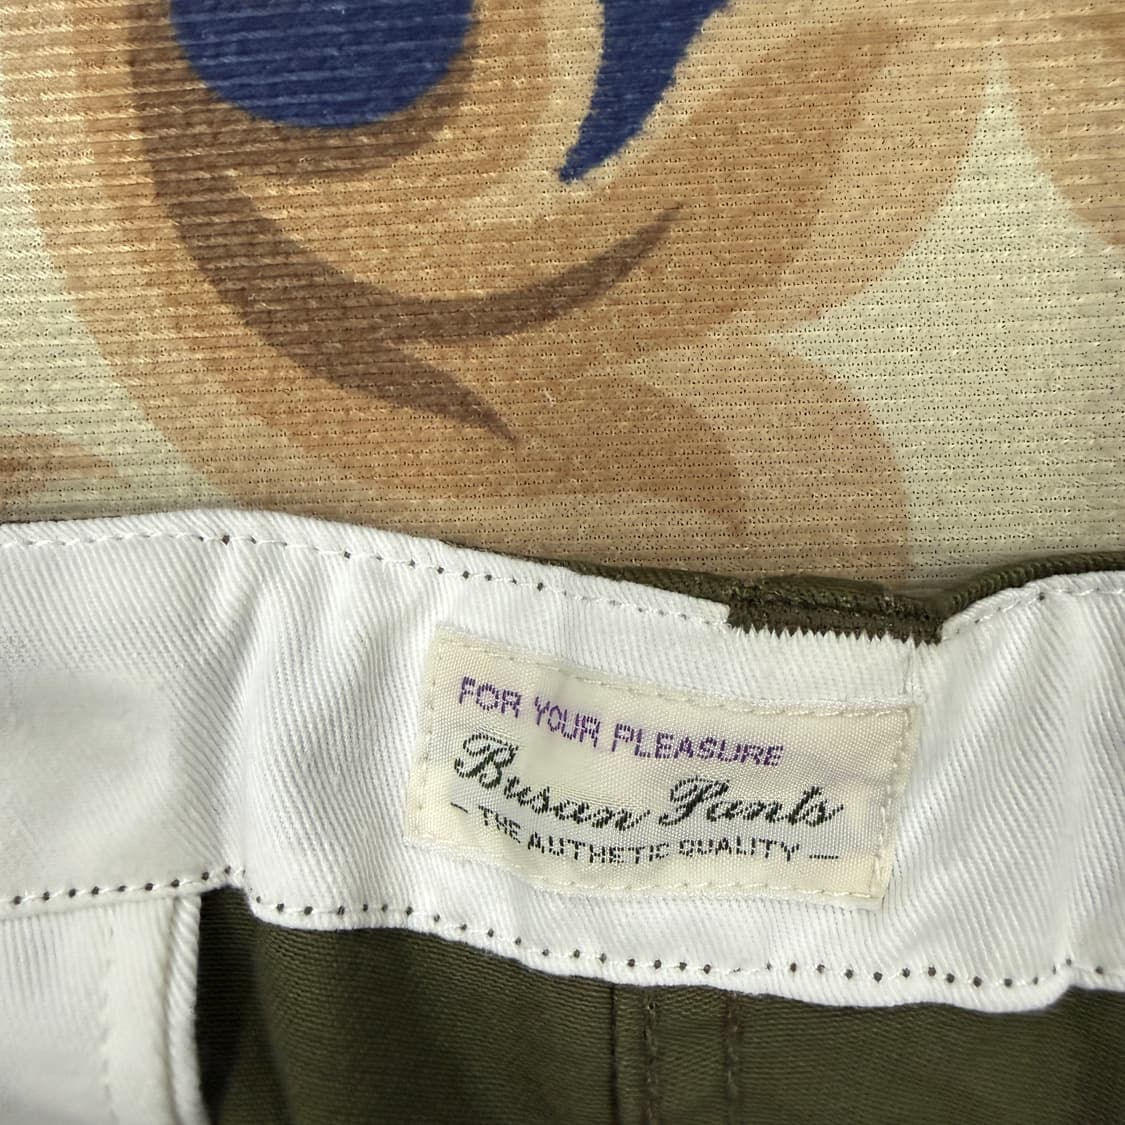 FOR YOUR PLEASURE
Busan Pants
- THE AUTHETIC QUALITY -